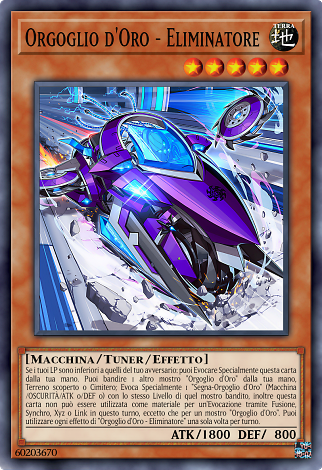 Orgoglio d'Oro - Eliminatore
TERRA
地
[Macchina/Tuner/Effetto]
Se i tuoi LP sono inferiori a quelli del tuo avversario: puoi Evocare Specialmente questa carta
dalla tua mano. Puoi bandire 1 altro mostro "Orgoglio d'Oro" dalla tua mano,
Terreno scoperto o Cimitero; Evoca Specialmente 1 "Segna-Orgoglio d'Oro" (Macchina
/OSCURITÀ/ATK 0/DEF 0) con lo stesso Livello di quel mostro bandito, inoltre questa
carta non può essere utilizzata come materiale per un'Evocazione tramite Fusione,
Synchro, Xyz o Link in questo turno, eccetto che per un mostro "Orgoglio d'Oro". Puoi
utilizzare ogni effetto di "Orgoglio d'Oro - Eliminatore" una sola volta per turno.
ATK/1800 DEF/ 800
60203670